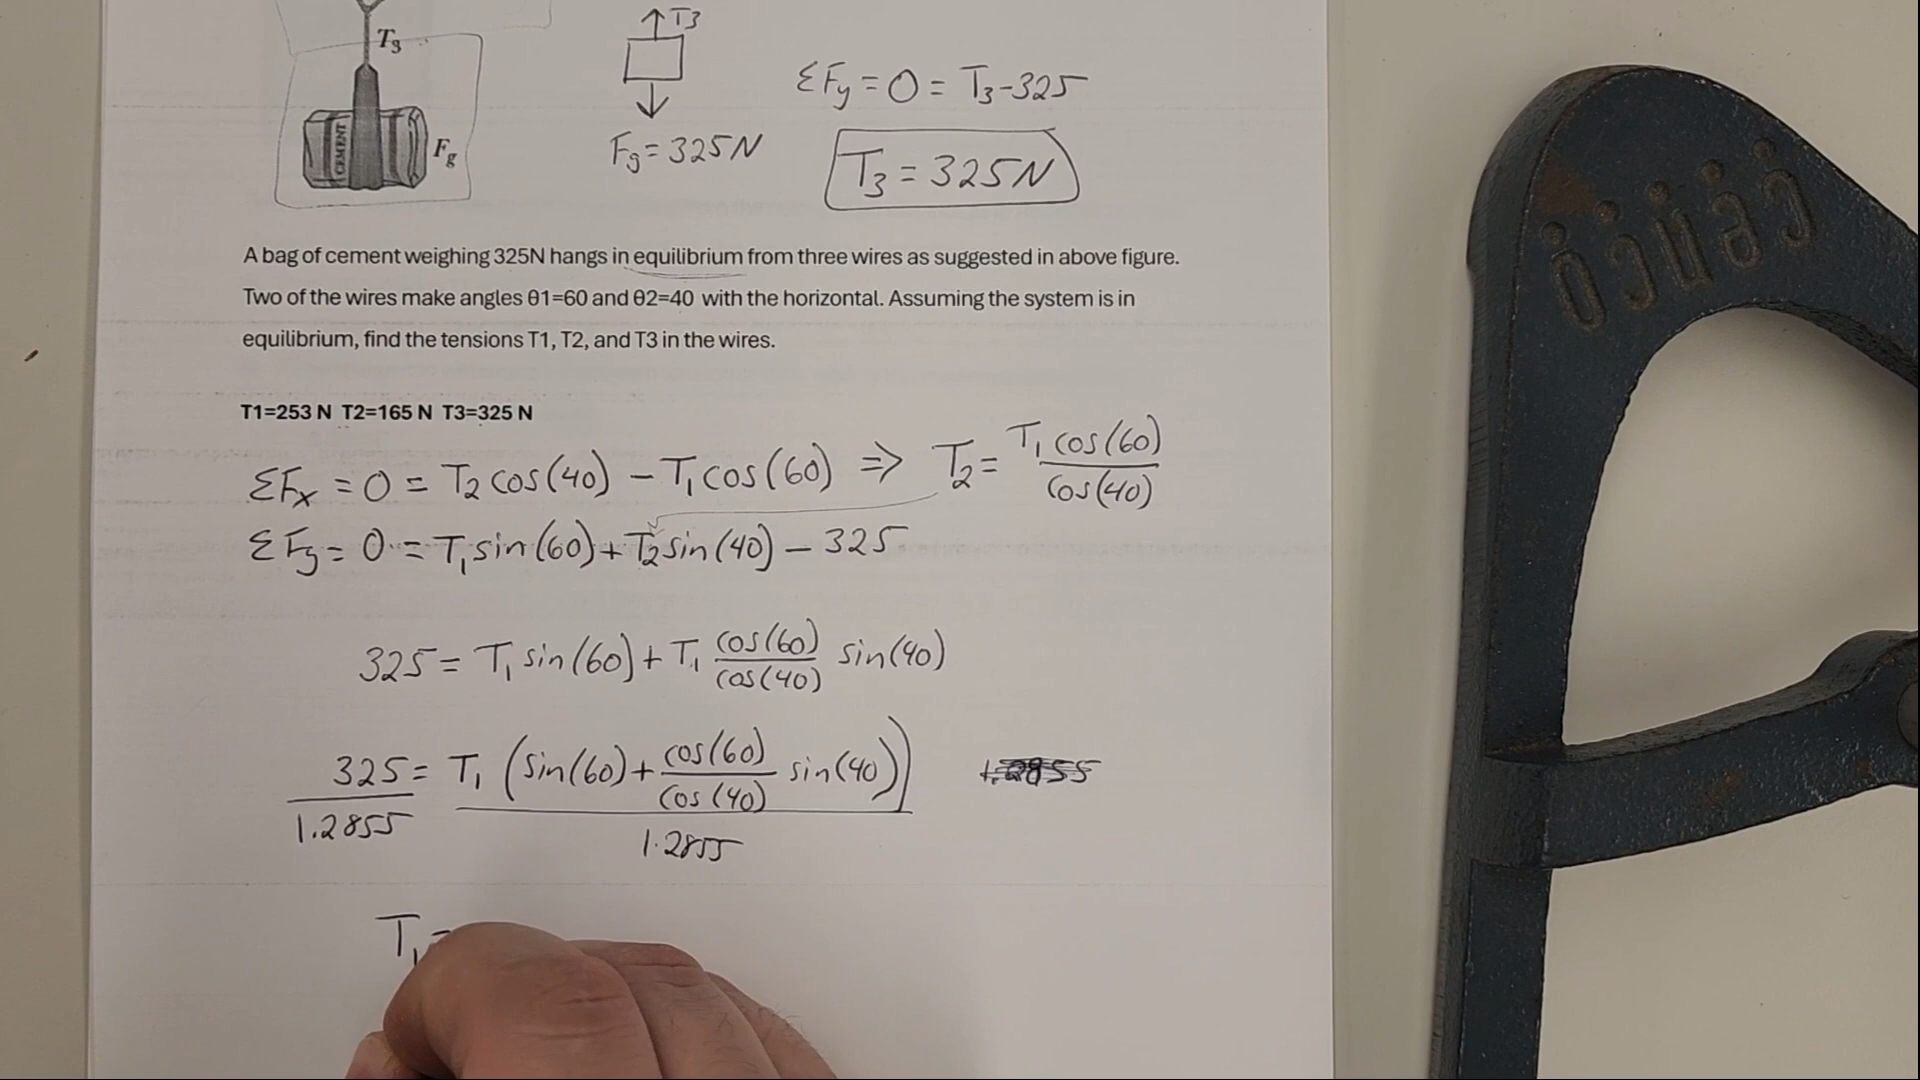 T3
T3
ΣFy = 0 = T3-325
CEMENT
Fg
Fg = 325N
T3 = 325N
A bag of cement weighing 325N hangs in equilibrium from three wires as suggested in above figure.
Two of the wires make angles θ1=60 and θ2=40 with the horizontal. Assuming the system is in
equilibrium, find the tensions T1, T2, and T3 in the wires.
T1=253 N T2=165 N T3=325 N
ΣFx = 0 = T2 cos(40) - T1 cos(60) => T2 = T1 cos(60) / cos(40)
ΣFy = 0 = T1 sin(60) + T2 sin(40) - 325
325 = T1 sin(60) + T1 cos(60) / cos(40) sin(40)
325 / 1.2855 = T1 (sin(60) + cos(60) / cos(40) sin(40)) / 1.2855
1.2855
T1 =